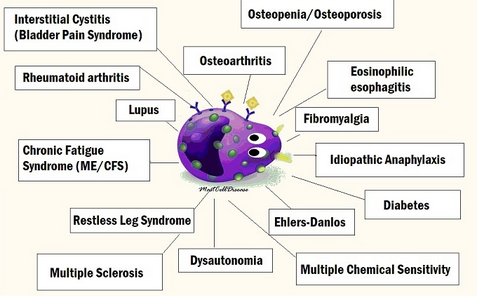 Interstitial Cystitis
(Bladder Pain Syndrome)
Osteopenia/Osteoporosis
Osteoarthritis
Rheumatoid arthritis
Eosinophilic
esophagitis
Lupus
Fibromyalgia
Chronic Fatigue
Syndrome (ME/CFS)
Idiopathic Anaphylaxis
MastCellDisease
Diabetes
Restless Leg Syndrome
Ehlers-Danlos
Dysautonomia
Multiple Sclerosis
Multiple Chemical Sensitivity